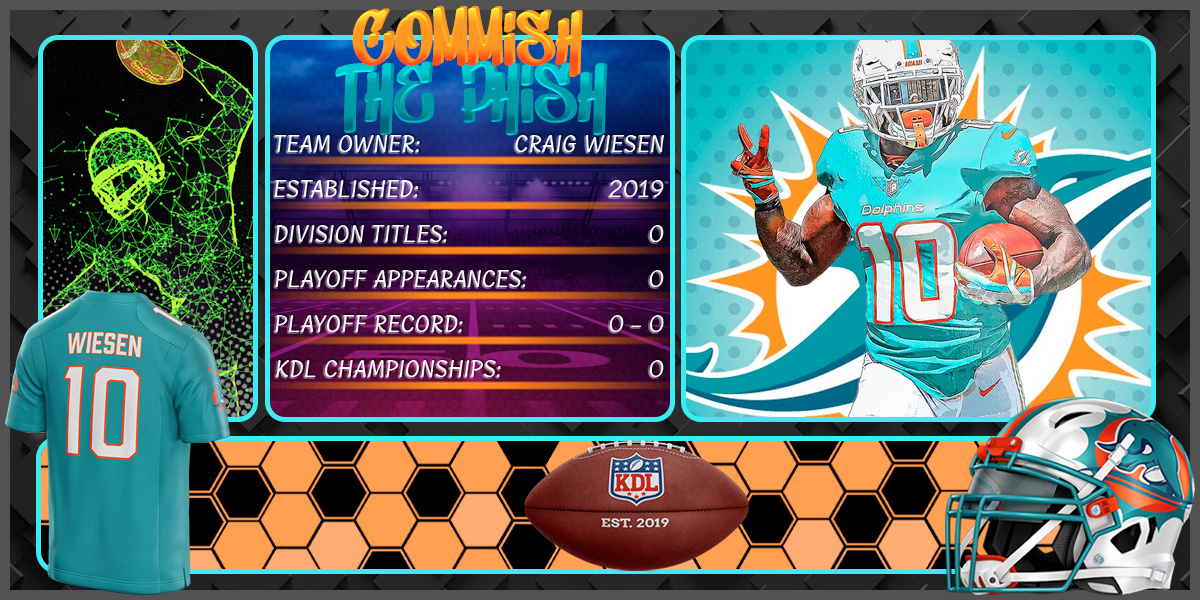 COMMISH
THE PHISH
TEAM OWNER: CRAIG WIESEN
ESTABLISHED: 2019
DIVISION TITLES: 0
PLAYOFF APPEARANCES: 0
PLAYOFF RECORD: 0 - 0
KDL CHAMPIONSHIPS: 0
MIAMI
Dolphins
10
WIESEN
10
KDL
EST. 2019